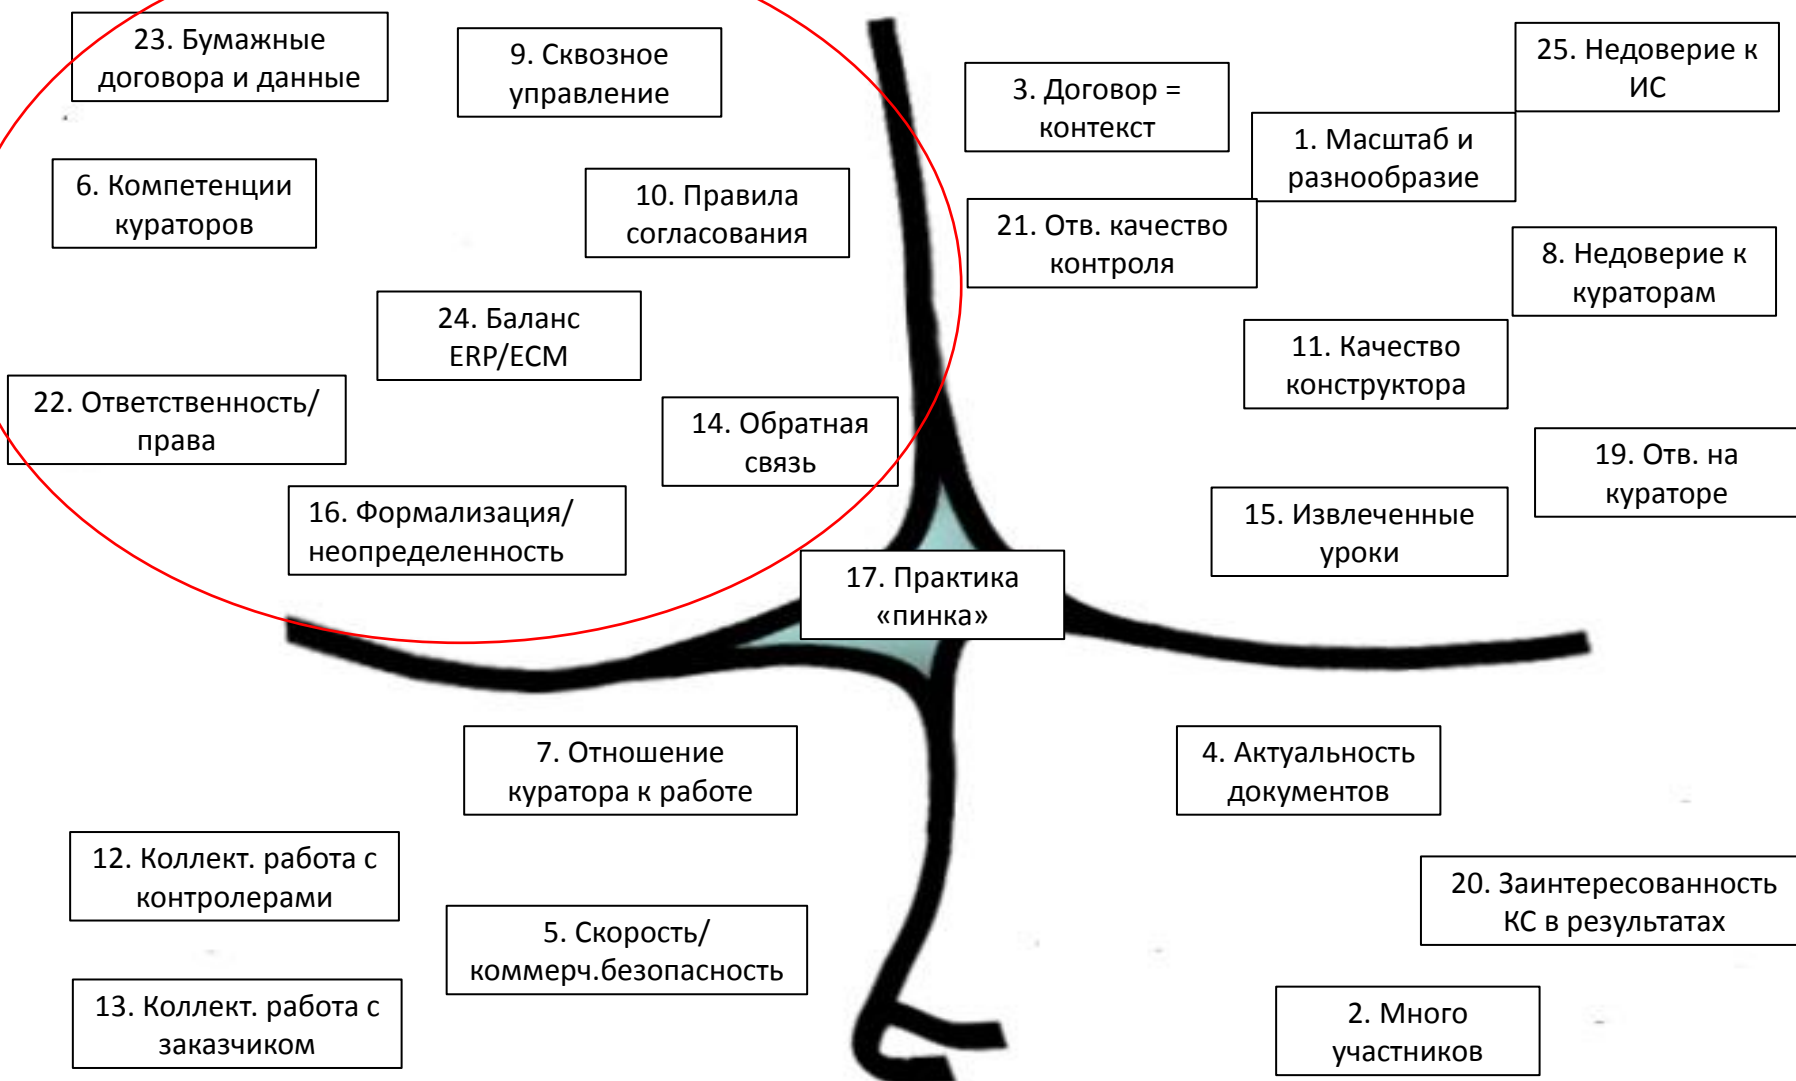 23. Бумажные
договора и данные
9. Сквозное
управление
6. Компетенции
кураторов
10. Правила
согласования
24. Баланс
ERP/ECM
22. Ответственность/
права
14. Обратная
связь
16. Формализация/
неопределенность
3. Договор =
контекст
25. Недоверие к
ИС
1. Масштаб и
разнообразие
21. Отв. качество
контроля
8. Недоверие к
кураторам
11. Качество
конструктора
19. Отв. на
кураторе
15. Извлеченные
уроки
17. Практика
«пинка»
7. Отношение
куратора к работе
12. Коллект. работа с
контролерами
5. Скорость/
коммерч.безопасность
13. Коллект. работа с
заказчиком
4. Актуальность
документов
20. Заинтересованность
КС в результатах
2. Много
участников